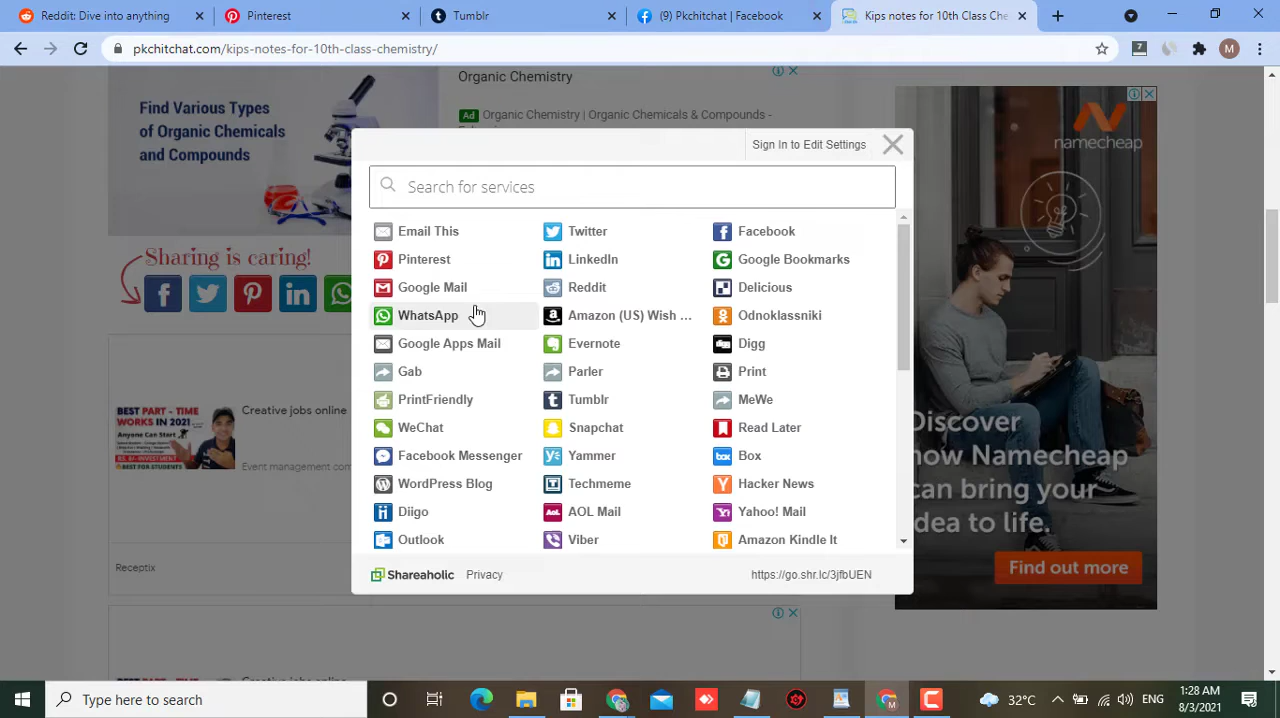 Reddit: Dive into
Pinterest
Tumblr
(9) Pkchitchat | Facebook
Kips notes for 10th Class Che
pkchitchat.com/kips-notes-for-10th-class-chemistry/
7
M
Organic Chemistry
Ad Organic Chemistry | Organic Chemicals & Compounds -
Find Various Types
of Organic Chemicals
and Compounds
Sharing is caring!
Sign In to Edit Settings
Search for services
Email This
Twitter
Facebook
Pinterest
LinkedIn
Google Bookmarks
Google Mail
Reddit
Delicious
WhatsApp
Amazon (US) Wish ...
Odnoklassniki
Google Apps Mail
Evernote
Digg
Gab
Parler
Print
PrintFriendly
Tumblr
MeWe
WeChat
Snapchat
Read Later
Facebook Messenger
Yammer
Box
WordPress Blog
Techmeme
Hacker News
Diigo
AOL Mail
Yahoo! Mail
Outlook
Viber
Amazon Kindle It
Shareaholic
Privacy
https://go.shr.lc/3jfbUEN
BEST PART - TIME
WORKS IN 2021
Anyone Can Start
BEST FOR STUDENTS
Creative jobs online
Event management com
Receptix
namecheap
Discover
how Namecheap
can bring your
idea to life.
Find out more
Type here to search
32°C
ENG
1:28 AM
8/3/2021